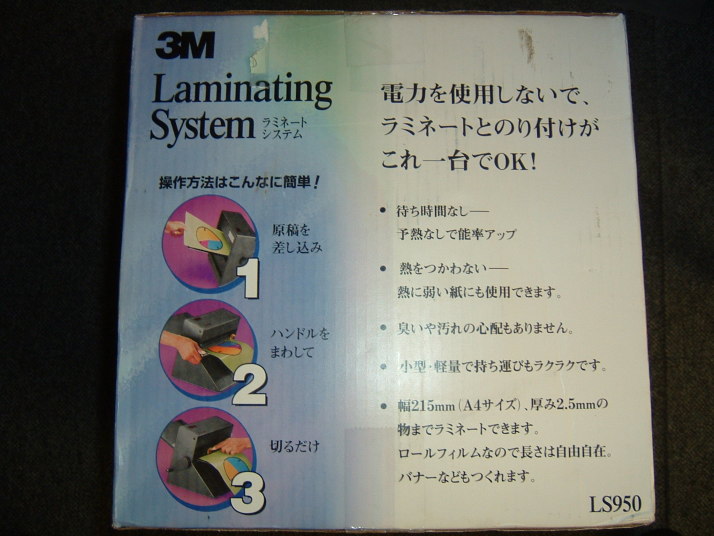 3M
Laminating
System ラミネート
システム
操作方法はこんなに簡単!
1
原稿を
差し込み
2
ハンドルを
まわして
3
切るだけ
電力を使用しないで、
ラミネートとのり付けが
これ一台でOK!
• 待ち時間なし—
予熱なしで能率アップ
• 熱をつかわない—
熱に弱い紙にも使用できます。
• 臭いや汚れの心配もありません。
• 小型・軽量で持ち運びもラクラクです。
• 幅215mm(A4サイズ)、厚み2.5mmの
物までラミネートできます。
ロールフィルムなので長さは自由自在。
バナーなどもつくれます。
LS950